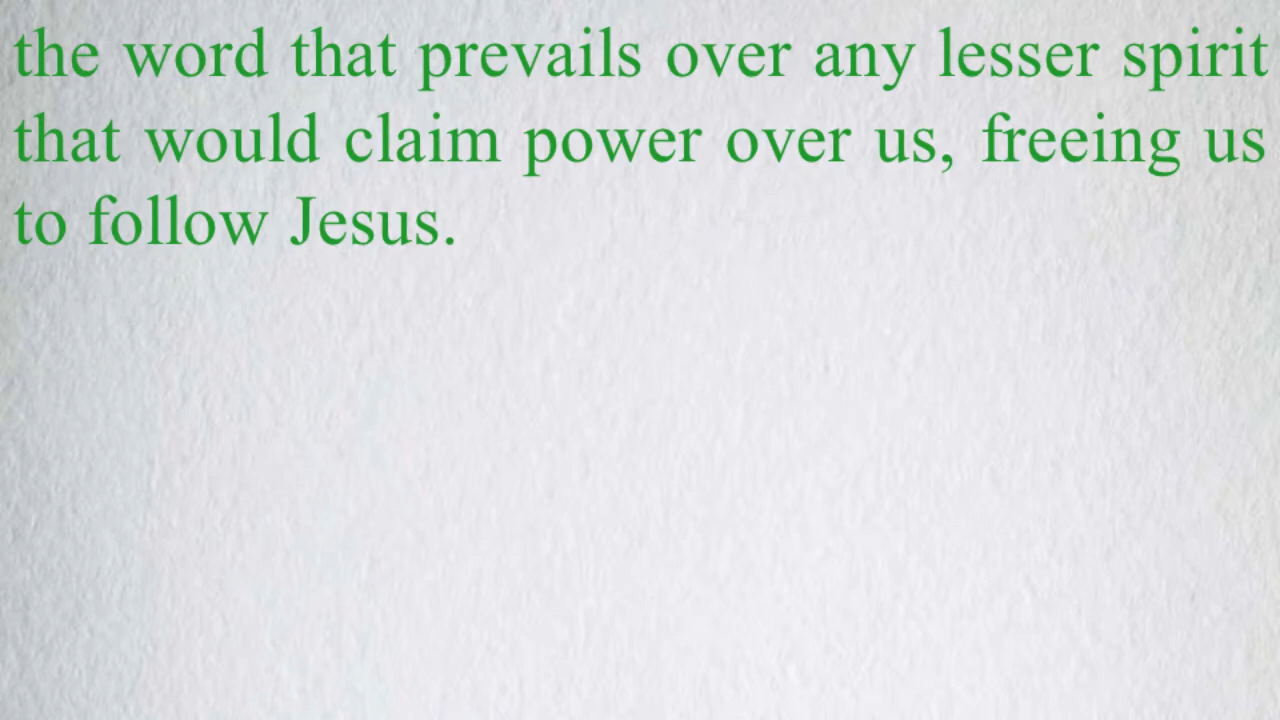 the word that prevails over any lesser spirit
that would claim power over us, freeing us
to follow Jesus.